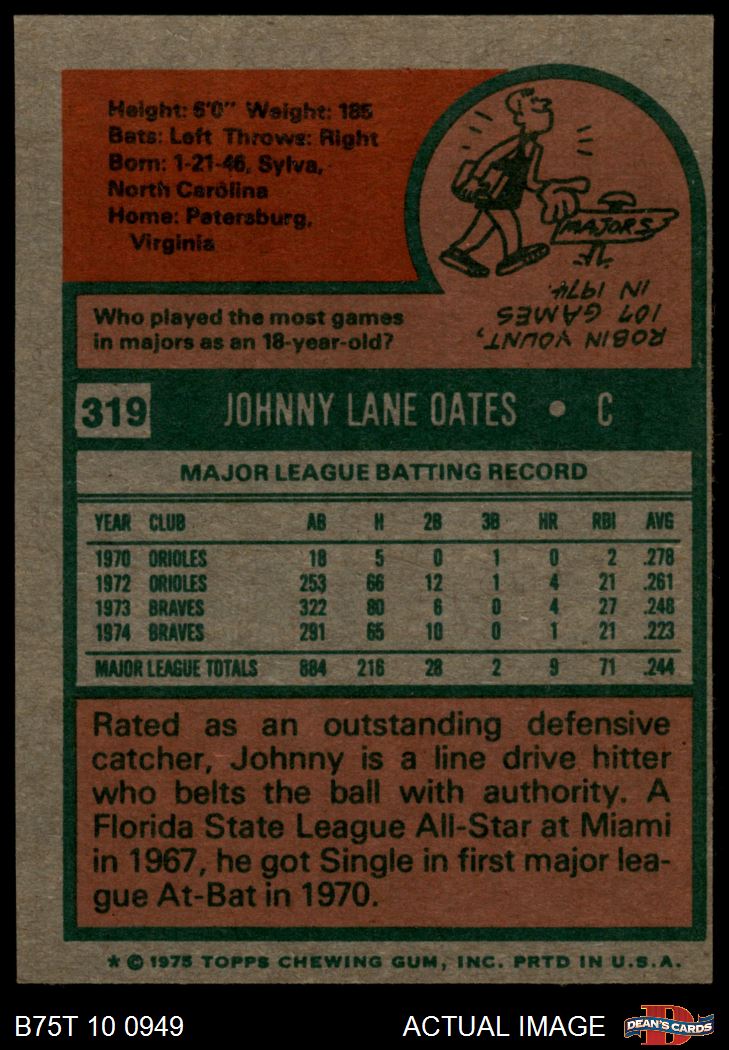 Height: 6'0" Weight: 185
Bats: Left Throws: Right
Born: 1-21-46, Sylva,
North Carolina
Home: Petersburg,
Virginia
MAJORS
Who played the most games
in majors as an 18-year-old?
ROBIN YOUNT,
107 GAMES
IN 1974.
319 JOHNNY LANE OATES • C
MAJOR LEAGUE BATTING RECORD
YEAR CLUB AB H 2B 3B HR RBI AVG
1970 ORIOLES 18 5 0 1 0 2 .278
1972 ORIOLES 253 66 12 1 4 21 .261
1973 BRAVES 322 80 6 0 4 27 .248
1974 BRAVES 291 65 10 0 1 21 .223
MAJOR LEAGUE TOTALS 884 216 28 2 9 71 .244
Rated as an outstanding defensive
catcher, Johnny is a line drive hitter
who belts the ball with authority. A
Florida State League All-Star at Miami
in 1967, he got Single in first major lea-
gue At-Bat in 1970.
* © 1975 TOPPS CHEWING GUM, INC. PRTD IN U.S.A.
B75T 10 0949 ACTUAL IMAGE DEAN'S CARDS